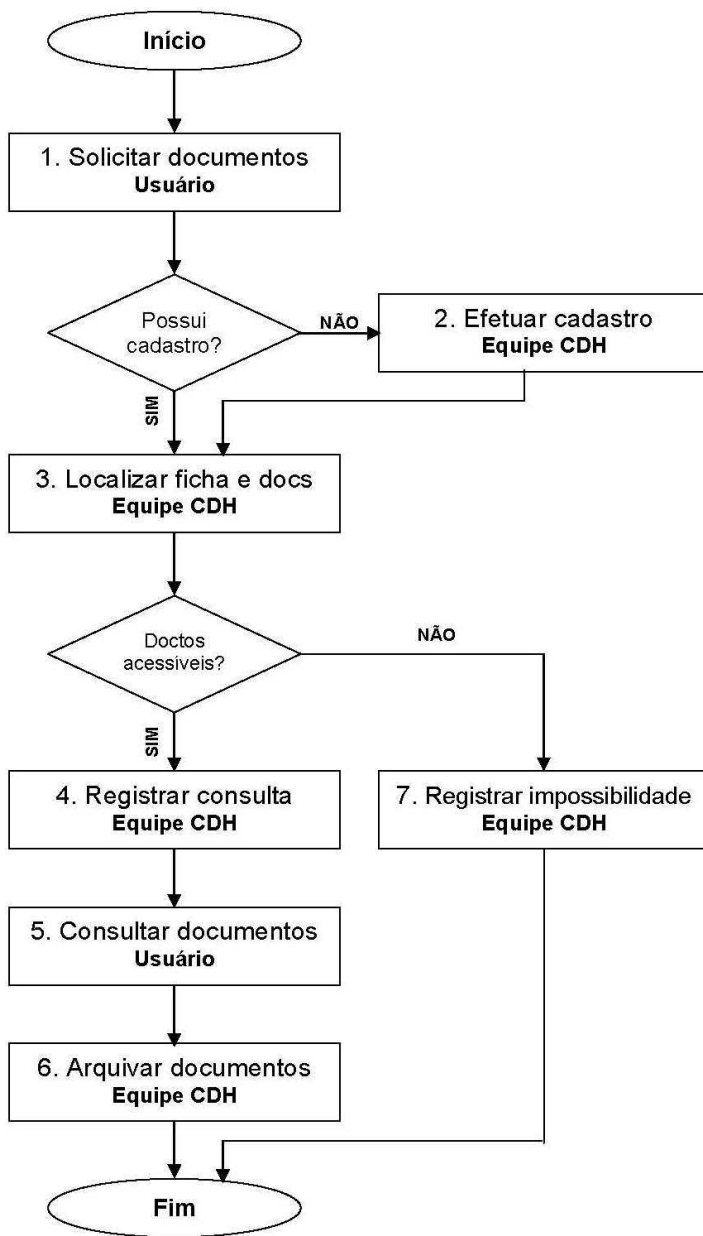 Início
1. Solicitar documentos
Usuário
Possui
cadastro?
NÃO
2. Efetuar cadastro
Equipe CDH
SIM
3. Localizar ficha e docs
Equipe CDH
Doctos
acessíveis?
NÃO
SIM
4. Registrar consulta
Equipe CDH
7. Registrar impossibilidade
Equipe CDH
5. Consultar documentos
Usuário
6. Arquivar documentos
Equipe CDH
Fim